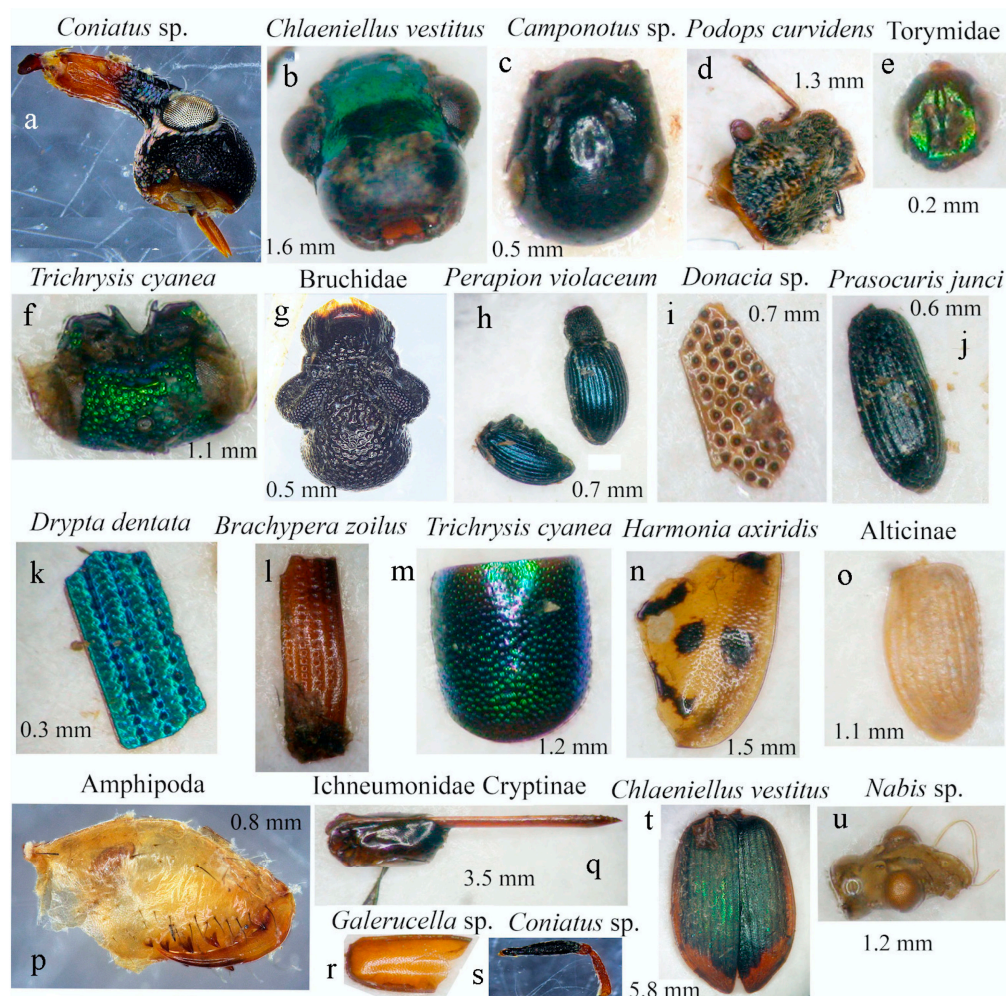 Coniatus sp.
Chlaeniellus vestitus
Camponotus sp.
Podops curvidens
Torymidae
a
b
c
d
1.3 mm
e
1.6 mm
0.5 mm
0.2 mm
Trichrysis cyanea
Bruchidae
Perapion violaceum
Donacia sp.
Prasocuris junci
f
g
h
i
0.7 mm
0.6 mm
j
1.1 mm
0.5 mm
0.7 mm
Drypta dentata
Brachypera zoilus
Trichrysis cyanea
Harmonia axiridis
Alticinae
k
l
m
n
o
0.3 mm
1.2 mm
1.5 mm
1.1 mm
Amphipoda
Ichneumonidae Cryptinae
Chlaeniellus vestitus
Nabis sp.
0.8 mm
t
u
3.5 mm
q
Galerucella sp.
Coniatus sp.
1.2 mm
p
r
s
5.8 mm